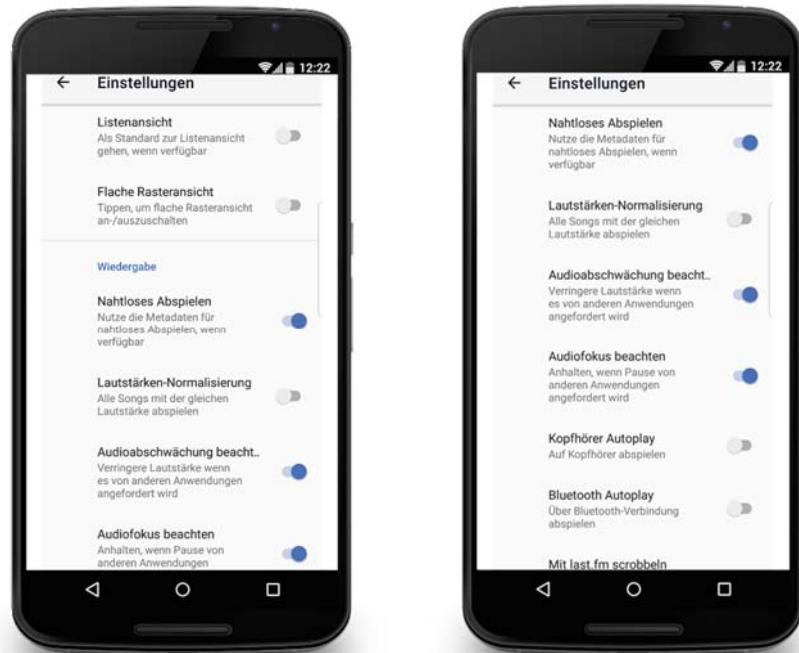 12:22
Einstellungen
Listenansicht
Als Standard zur Listenansicht
gehen, wenn verfügbar
Flache Rasteransicht
Tippen, um flache Rasteransicht
an-/auszuschalten
Wiedergabe
Nahtloses Abspielen
Nutze die Metadaten für
nahtloses Abspielen, wenn
verfügbar
Lautstärken-Normalisierung
Alle Songs mit der gleichen
Lautstärke abspielen
Audioabschwächung beacht..
Verringere Lautstärke wenn
es von anderen Anwendungen
angefordert wird
Audiofokus beachten
Anhalten, wenn Pause von
anderen Anwendungen
12:22
Einstellungen
Nahtloses Abspielen
Nutze die Metadaten für
nahtloses Abspielen, wenn
verfügbar
Lautstärken-Normalisierung
Alle Songs mit der gleichen
Lautstärke abspielen
Audioabschwächung beacht..
Verringere Lautstärke wenn
es von anderen Anwendungen
angefordert wird
Audiofokus beachten
Anhalten, wenn Pause von
anderen Anwendungen
angefordert wird
Kopfhörer Autoplay
Auf Kopfhörer abspielen
Bluetooth Autoplay
Über Bluetooth-Verbindung
abspielen
Mit last.fm scrobbeln